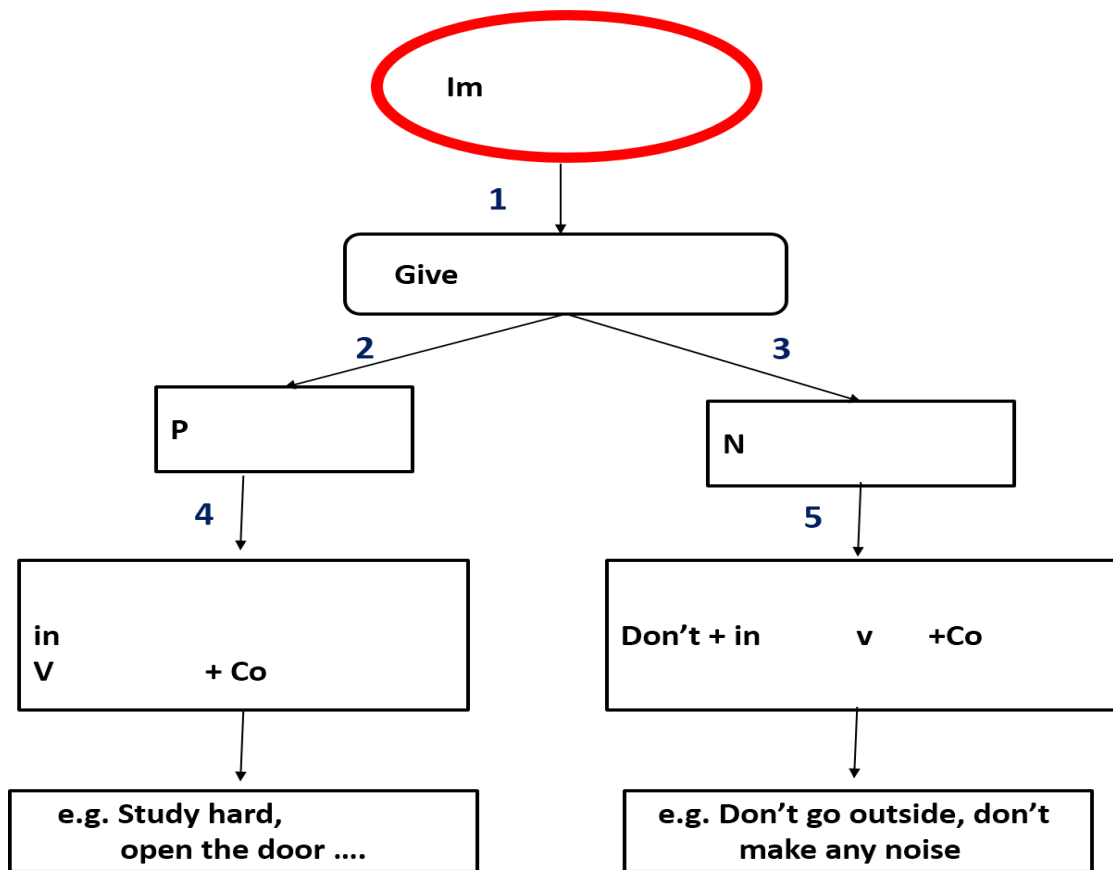 Im
1
Give
2
3
P
N
4
5
in
V + Co
Don’t + in v +Co
e.g. Study hard,
open the door ....
e.g. Don’t go outside, don’t
make any noise